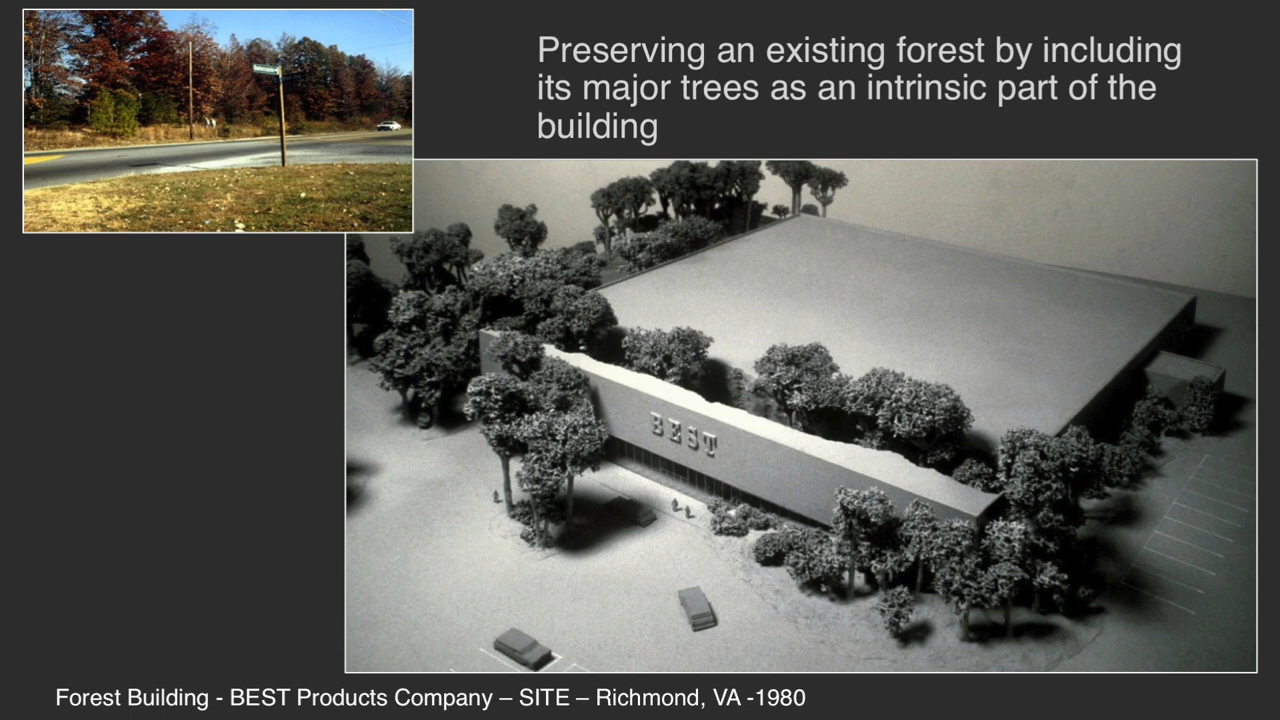 Preserving an existing forest by including
its major trees as an intrinsic part of the
building
BEST
Forest Building - BEST Products Company – SITE – Richmond, VA -1980